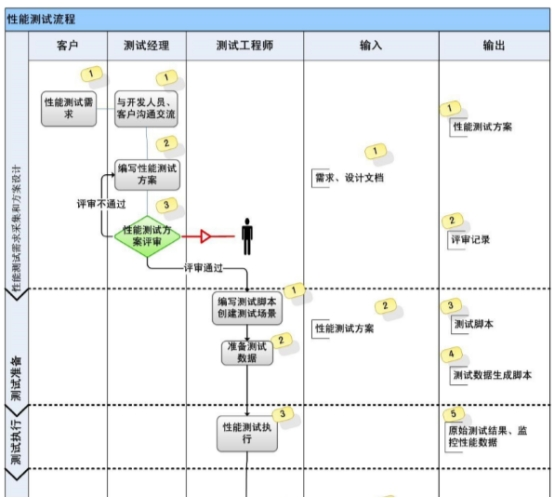 性能测试流程
客户 测试经理 测试工程师 输入 输出
性能测试需求采集和方案设计
1
性能测试需
求
1
与开发人员、
客户沟通交流
1
性能测试方案
2
编写性能测试
方案
1
需求、设计文档
评审不通过
3
性能测试方
案评审
2
评审记录
评审通过
测试准备
1
编写测试脚本
创建测试场景
2
性能测试方案
3
测试脚本
2
准备测试
数据
4
测试数据生成脚本
测试执行
3
性能测试执
行
5
原始测试结果、监
控性能数据